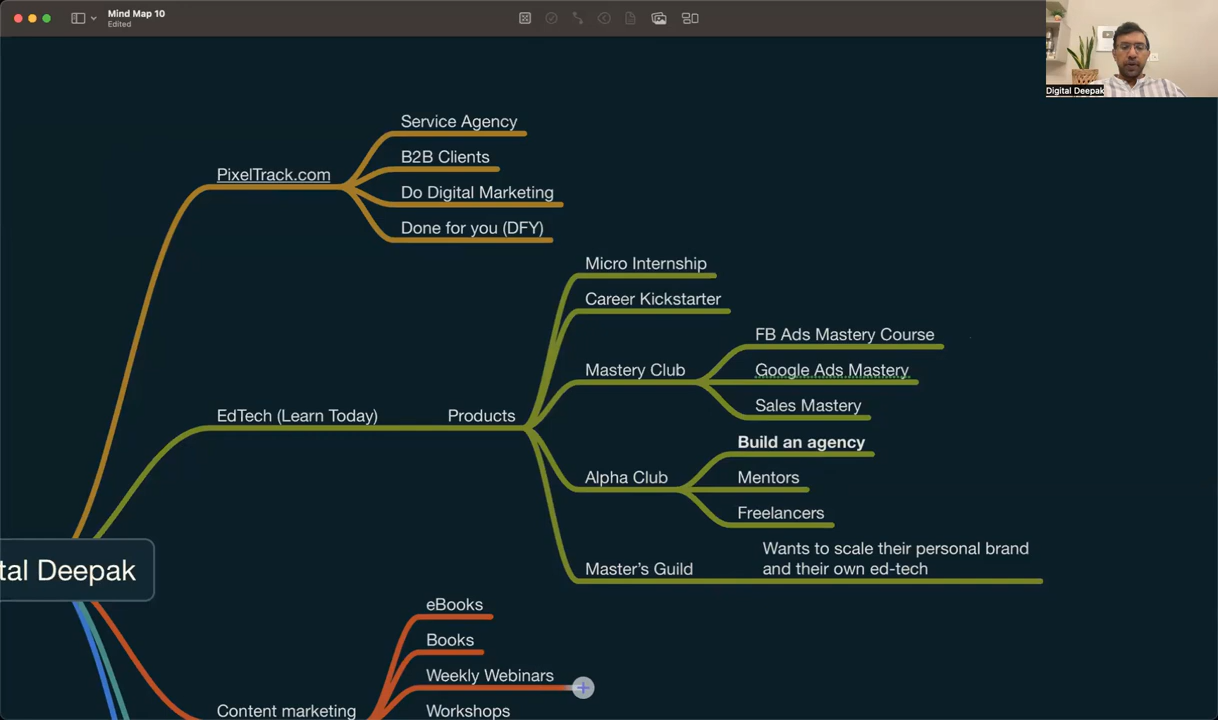 Mind Map 10
Edited
Digital Deepak
Service Agency
B2B Clients
PixelTrack.com
Do Digital Marketing
Done for you (DFY)
Micro Internship
Career Kickstarter
FB Ads Mastery Course
Mastery Club
Google Ads Mastery
Sales Mastery
EdTech (Learn Today)
Products
Build an agency
Alpha Club
Mentors
Freelancers
Wants to scale their personal brand
and their own ed-tech
Master's Guild
tal Deepak
eBooks
Books
Weekly Webinars
Content marketing
Workshops